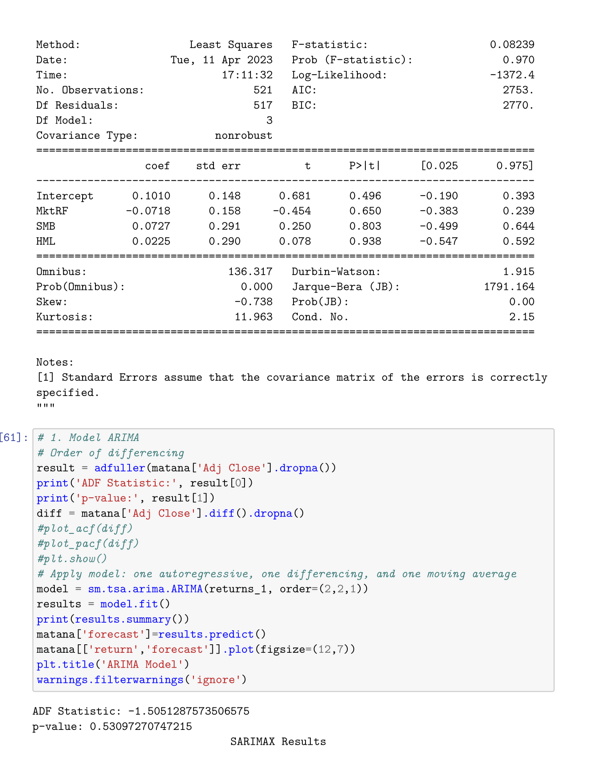 Method: Least Squares F-statistic: 0.08239
Date: Tue, 11 Apr 2023 Prob (F-statistic): 0.970
Time: 17:11:32 Log-Likelihood: -1372.4
No. Observations: 521 AIC: 2753.
Df Residuals: 517 BIC: 2770.
Df Model: 3
Covariance Type: nonrobust
==============================================================================
coef std err t P>|t| [0.025 0.975]
------------------------------------------------------------------------------
Intercept 0.1010 0.148 0.681 0.496 -0.190 0.393
MktRF -0.0718 0.158 -0.454 0.650 -0.383 0.239
SMB 0.0727 0.291 0.250 0.803 -0.499 0.644
HML 0.0225 0.290 0.078 0.938 -0.547 0.592
==============================================================================
Omnibus: 136.317 Durbin-Watson: 1.915
Prob(Omnibus): 0.000 Jarque-Bera (JB): 1791.164
Skew: -0.738 Prob(JB): 0.00
Kurtosis: 11.963 Cond. No. 2.15
==============================================================================
Notes:
[1] Standard Errors assume that the covariance matrix of the errors is correctly
specified.
"""
[61]: # 1. Model ARIMA
# Order of differencing
result = adfuller(matana['Adj Close'].dropna())
print('ADF Statistic:', result[0])
print('p-value:', result[1])
diff = matana['Adj Close'].diff().dropna()
#plot_acf(diff)
#plot_pacf(diff)
#plt.show()
# Apply model: one autoregressive, one differencing, and one moving average
model = sm.tsa.arima.ARIMA(returns_1, order=(2,2,1))
results = model.fit()
print(results.summary())
matana['forecast']=results.predict()
matana[['return','forecast']].plot(figsize=(12,7))
plt.title('ARIMA Model')
warnings.filterwarnings('ignore')
ADF Statistic: -1.5051287573506575
p-value: 0.53097270747215
SARIMAX Results